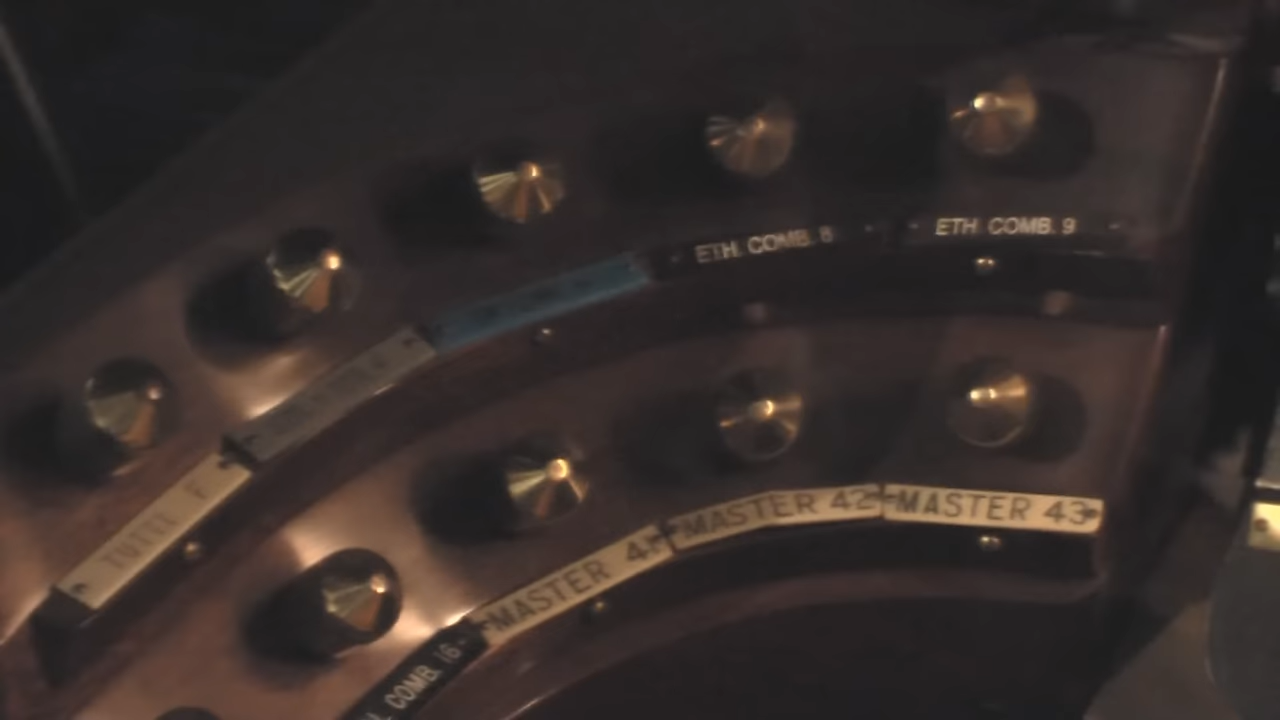 ETH. COMB. 8
ETH. COMB. 9
TUTTI F
MASTER 41
MASTER 42
MASTER 43
COMB. 16